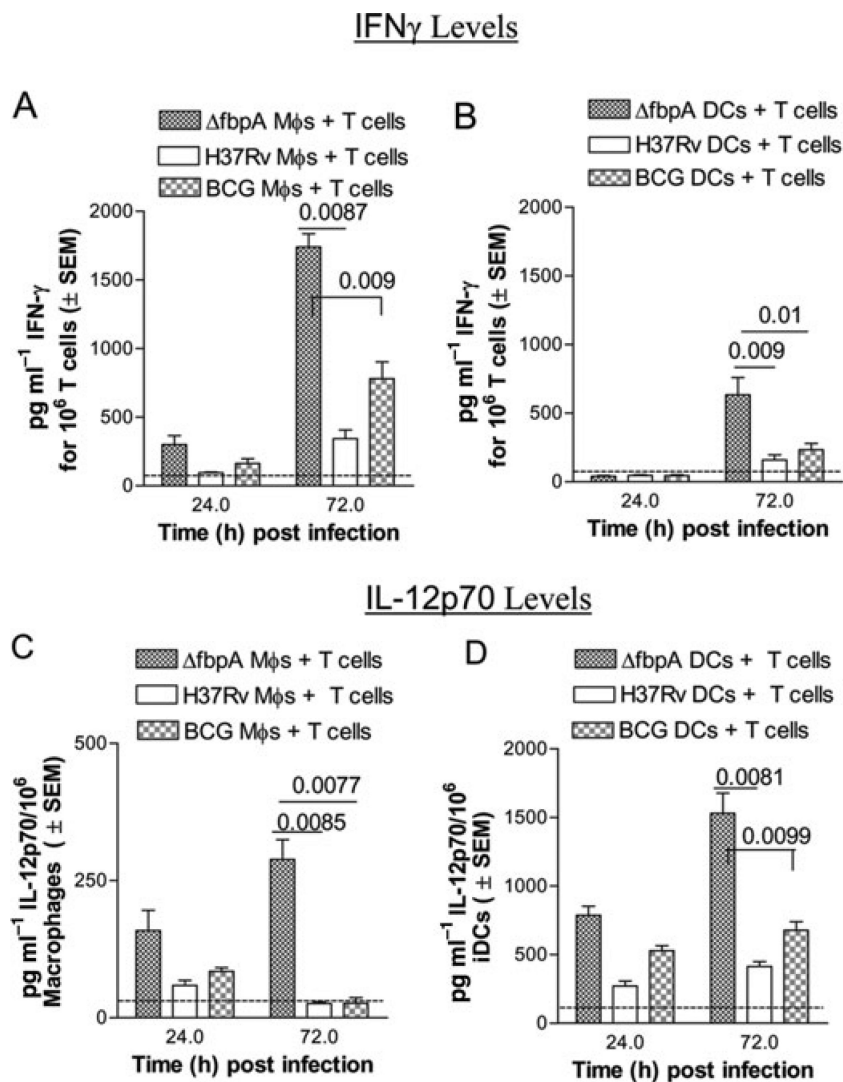 IFNγ Levels
A
ΔfbpA Mϕs + T cells
H37Rv Mϕs + T cells
BCG Mϕs + T cells
pg ml⁻¹ IFN-γ
for 10⁶ T cells (± SEM)
2000
1500
1000
500
0
0.0087
0.009
24.0
72.0
Time (h) post infection
B
ΔfbpA DCs + T cells
H37Rv DCs + T cells
BCG DCs + T cells
pg ml⁻¹ IFN-γ
for 10⁶ T cells (± SEM)
2000
1500
1000
500
0
0.01
0.009
24.0
72.0
Time (h) post infection
IL-12p70 Levels
C
ΔfbpA Mϕs + T cells
H37Rv Mϕs + T cells
BCG Mϕs + T cells
pg ml⁻¹ IL-12p70/10⁶
Macrophages (± SEM)
500
250
0
0.0077
0.0085
24.0
72.0
Time (h) post infection
D
ΔfbpA DCs + T cells
H37Rv DCs + T cells
BCG DCs + T cells
pg ml⁻¹ IL-12p70/10⁶
iDCs (± SEM)
2000
1500
1000
500
0
0.0081
0.0099
24.0
72.0
Time (h) post infection